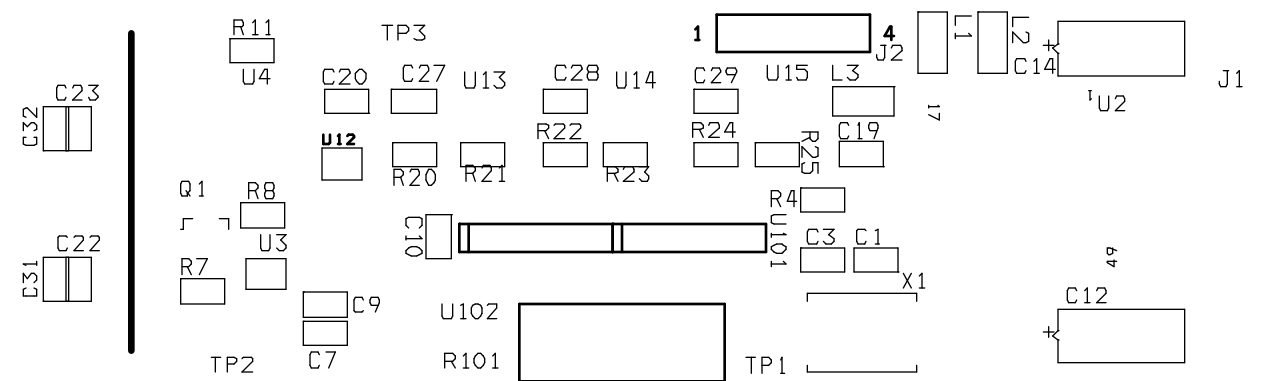 R11
TP3
1
4
J2
L1
L2
C14
J1
U4
C20
C27
U13
C28
U14
C29
U15
L3
C23
C32
17
1
U2
U12
R22
R24
R25
C19
R20
R21
R23
Q1
R8
R4
C10
U101
C3
C1
C22
U3
C31
R7
49
X1
C9
U102
C12
C7
TP2
R101
TP1